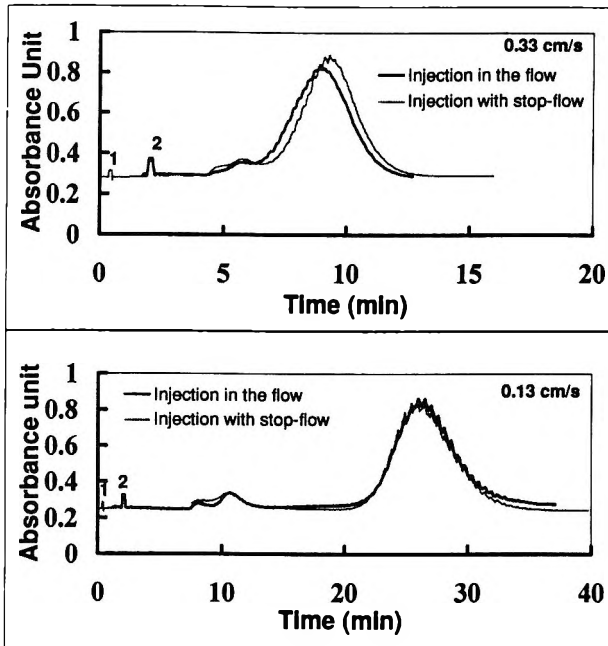 Absorbance Unit
1
0.8
0.6
0.4
0.2
0
0.33 cm/s
Injection in the flow
Injection with stop-flow
1
2
0
5
10
15
20
Time (min)
Absorbance unit
1
0.8
0.6
0.4
0.2
0
Injection in the flow
Injection with stop-flow
0.13 cm/s
1
2
0
10
20
30
40
Time (min)